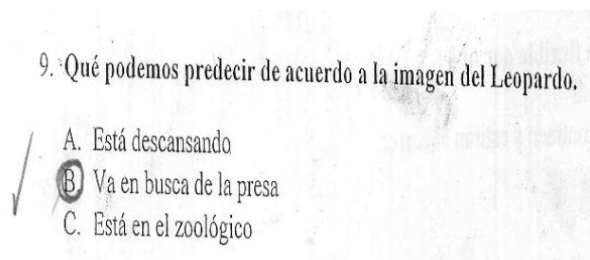 9. Qué podemos predecir de acuerdo a la imagen del Leopardo.
A. Está descansando
B. Va en busca de la presa
C. Está en el zoológico